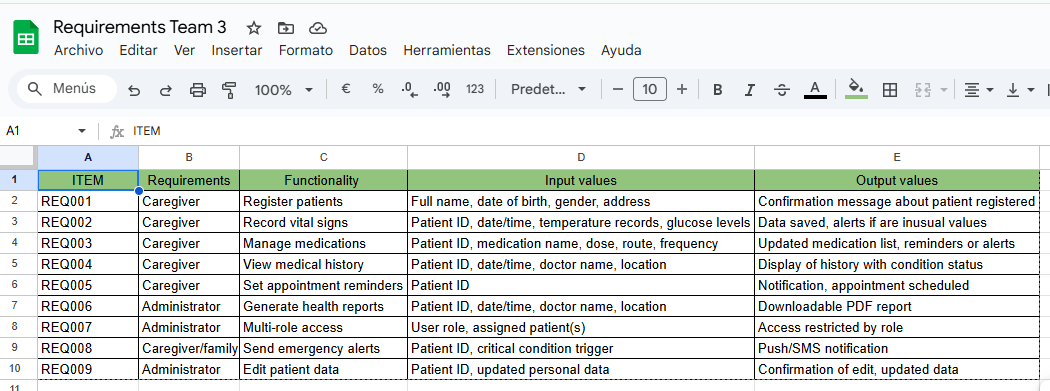 Requirements Team 3
Archivo Editar Ver Insertar Formato Datos Herramientas Extensiones Ayuda
Menús 100% € % .0 .00 123 Predet... − 10 + B I S A
A1 fx ITEM
A B C D E
1 ITEM Requirements Functionality Input values Output values
2 REQ001 Caregiver Register patients Full name, date of birth, gender, address Confirmation message about patient registered
3 REQ002 Caregiver Record vital signs Patient ID, date/time, temperature records, glucose levels Data saved, alerts if are inusual values
4 REQ003 Caregiver Manage medications Patient ID, medication name, dose, route, frequency Updated medication list, reminders or alerts
5 REQ004 Caregiver View medical history Patient ID, date/time, doctor name, location Display of history with condition status
6 REQ005 Caregiver Set appointment reminders Patient ID Notification, appointment scheduled
7 REQ006 Administrator Generate health reports Patient ID, date/time, doctor name, location Downloadable PDF report
8 REQ007 Administrator Multi-role access User role, assigned patient(s) Access restricted by role
9 REQ008 Caregiver/family Send emergency alerts Patient ID, critical condition trigger Push/SMS notification
10 REQ009 Administrator Edit patient data Patient ID, updated personal data Confirmation of edit, updated data
11